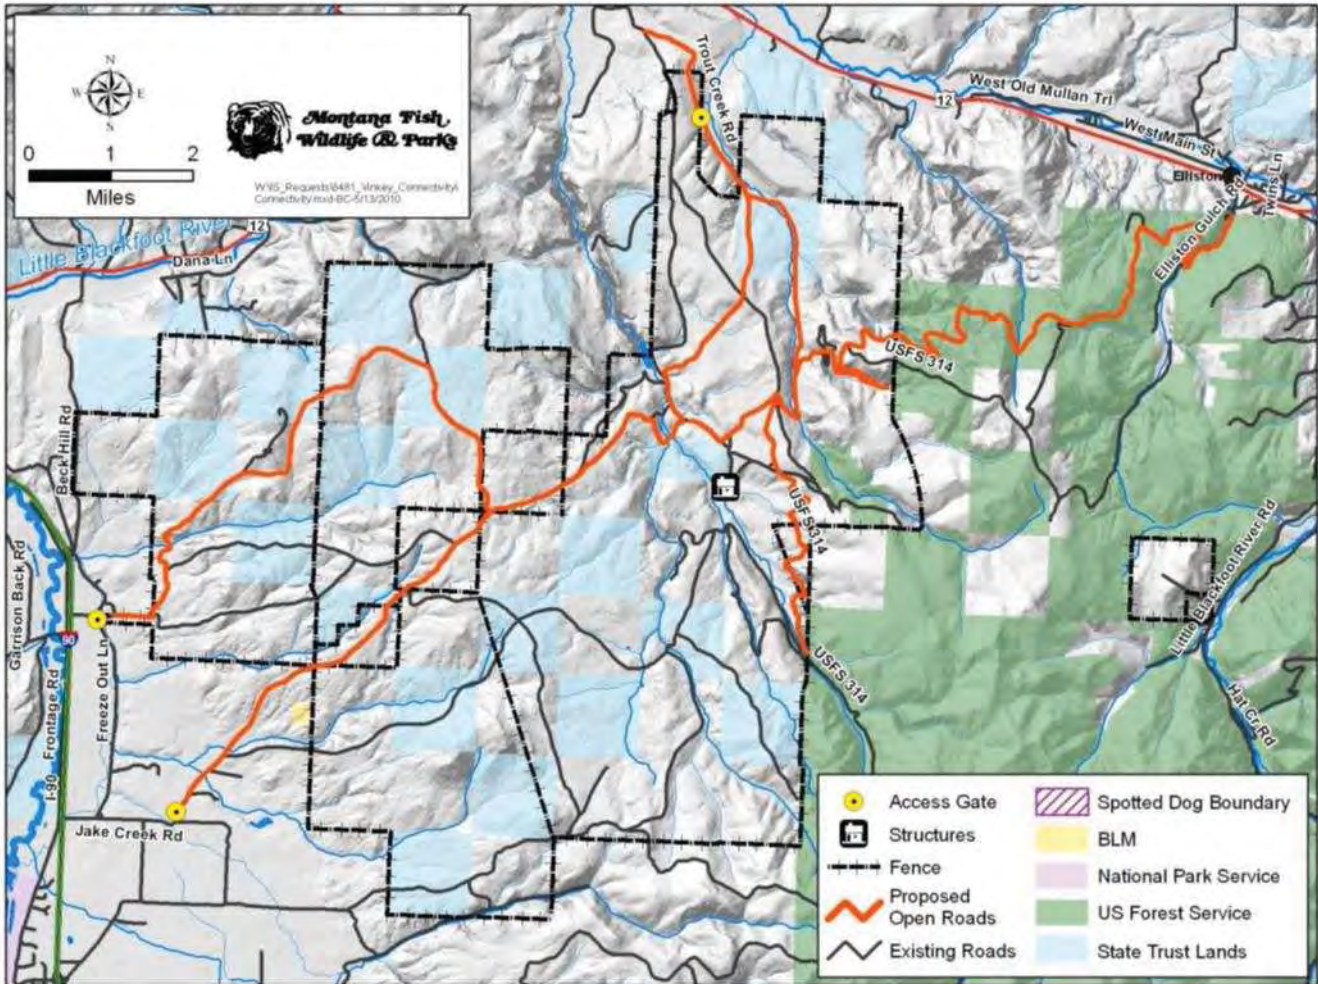 N
W E
S
Montana Fish,
Wildlife & Parks
0 1 2
Miles
Connectivity.mxd-BC-5/13/2010
Trout Creek Rd
West Old Mullan Trl
12
West Main St
Elliston
Twins Ln
Elliston Gulch Rd
Little Blackfoot River
12
Dana Ln
USFS 314
Beck Hill Rd
USFS 314
Garrison Back Rd
Little Blackfoot River Rd
90
Freeze Out Ln
I-90 Frontage Rd
USFS 314
Hat Cr Rd
Jake Creek Rd
Access Gate
Structures
Fence
Proposed
Open Roads
Existing Roads
Spotted Dog Boundary
BLM
National Park Service
US Forest Service
State Trust Lands